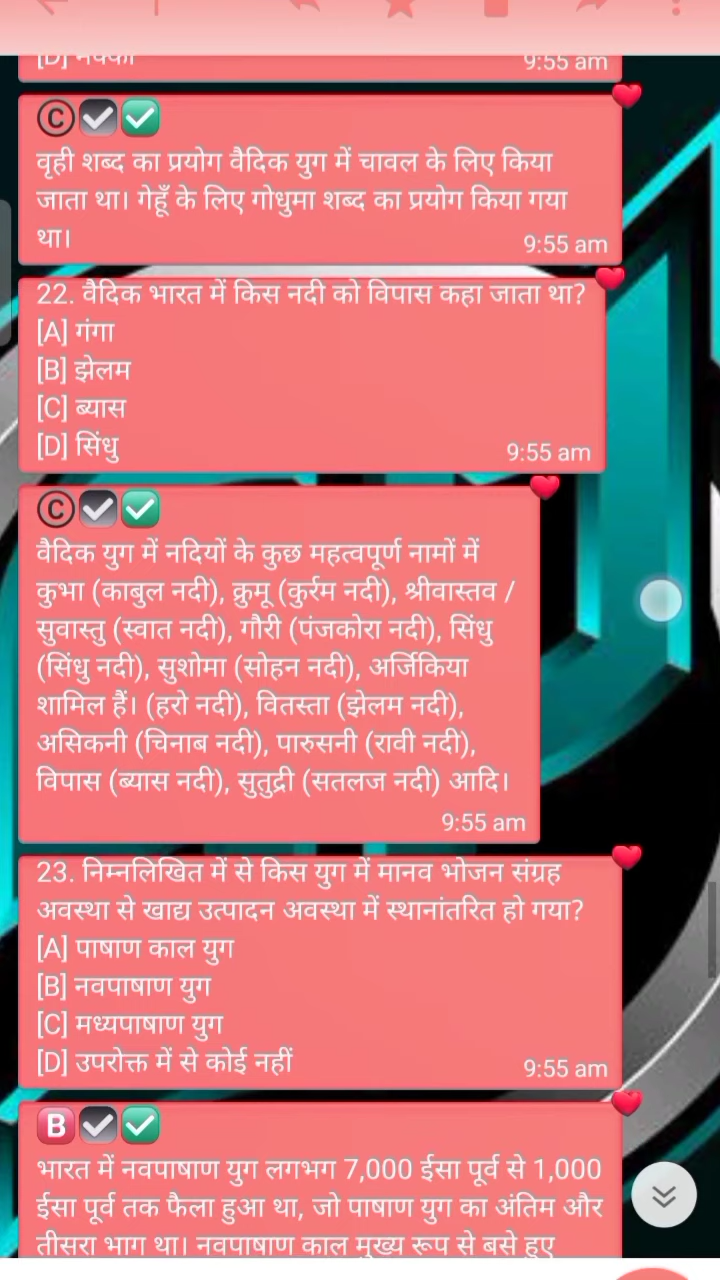 [D] मक्का
9:55 am
Ⓒ✔️✅
वृही शब्द का प्रयोग वैदिक युग में चावल के लिए किया
जाता था। गेहूँ के लिए गोधुमा शब्द का प्रयोग किया गया
था।
9:55 am
22. वैदिक भारत में किस नदी को विपास कहा जाता था?
[A] गंगा
[B] झेलम
[C] ब्यास
[D] सिंधु
9:55 am
Ⓒ✔️✅
वैदिक युग में नदियों के कुछ महत्वपूर्ण नामों में
कुभा (काबुल नदी), क्रुमू (कुर्रम नदी), श्रीवास्तव /
सुवास्तु (स्वात नदी), गौरी (पंजकोरा नदी), सिंधु
(सिंधु नदी), सुशोमा (सोहन नदी), अर्जिकिया
शामिल हैं। (हरो नदी), वितस्ता (झेलम नदी),
असिकनी (चिनाब नदी), पारुसनी (रावी नदी),
विपास (ब्यास नदी), सुतुद्री (सतलज नदी) आदि।
9:55 am
23. निम्नलिखित में से किस युग में मानव भोजन संग्रह
अवस्था से खाद्य उत्पादन अवस्था में स्थानांतरित हो गया?
[A] पाषाण काल युग
[B] नवपाषाण युग
[C] मध्यपाषाण युग
[D] उपरोक्त में से कोई नहीं
9:55 am
🅱️✔️✅
भारत में नवपाषाण युग लगभग 7,000 ईसा पूर्व से 1,000
ईसा पूर्व तक फैला हुआ था, जो पाषाण युग का अंतिम और
तीसरा भाग था। नवपाषाण काल मुख्य रूप से बसे हुए